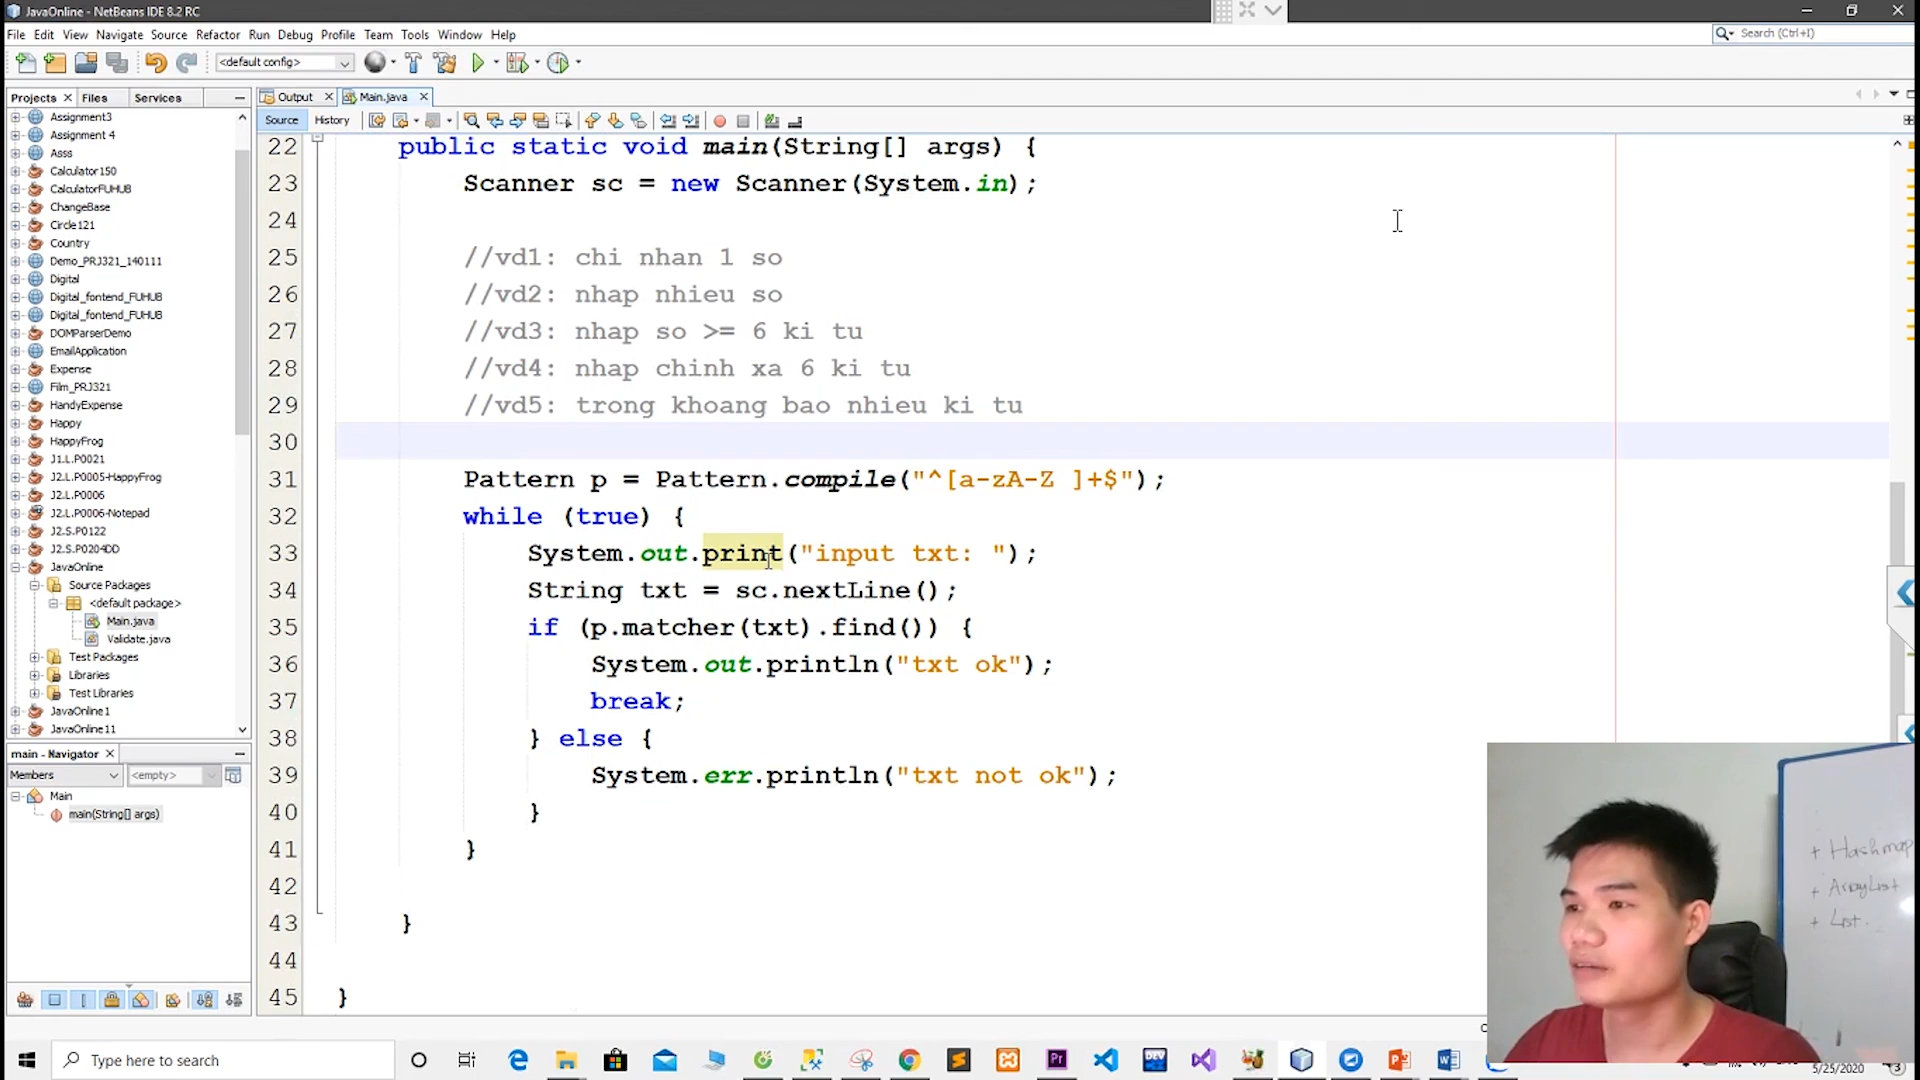 JavaOnline - NetBeans IDE 8.2 RC
File Edit View Navigate Source Refactor Run Debug Profile Team Tools Window Help
Search (Ctrl+I)
<default config>
Projects Files Services
Output Main.java
Source History
Assignment3
Assignment 4
Asss
Calculator150
CalculatorFUHUB
ChangeBase
Circle121
Country
Demo_PRJ321_140111
Digital
Digital_fontend_FUHUB
Digital_fontend_FUHUB
DOMParserDemo
EmailApplication
Expense
Film_PRJ321
HandyExpense
Happy
HappyFrog
J1.L.P0021
J2.L.P0005-HappyFrog
J2.L.P0006
J2.L.P0006-Notepad
J2.S.P0122
J2.S.P0204DD
JavaOnline
Source Packages
<default package>
Main.java
Validate.java
Test Packages
Libraries
Test Libraries
JavaOnline1
JavaOnline11
main - Navigator
Members <empty>
Main
main(String[] args)
22 public static void main(String[] args) {
23 Scanner sc = new Scanner(System.in);
24
25 //vd1: chi nhan 1 so
26 //vd2: nhap nhieu so
27 //vd3: nhap so >= 6 ki tu
28 //vd4: nhap chinh xa 6 ki tu
29 //vd5: trong khoang bao nhieu ki tu
30
31 Pattern p = Pattern.compile("^[a-zA-Z ]+$");
32 while (true) {
33 System.out.print("input txt: ");
34 String txt = sc.nextLine();
35 if (p.matcher(txt).find()) {
36 System.out.println("txt ok");
37 break;
38 } else {
39 System.err.println("txt not ok");
40 }
41 }
42
43 }
44
45 }
+ Hashmap
+ ArrayList
+ List.
Type here to search
5/25/2020